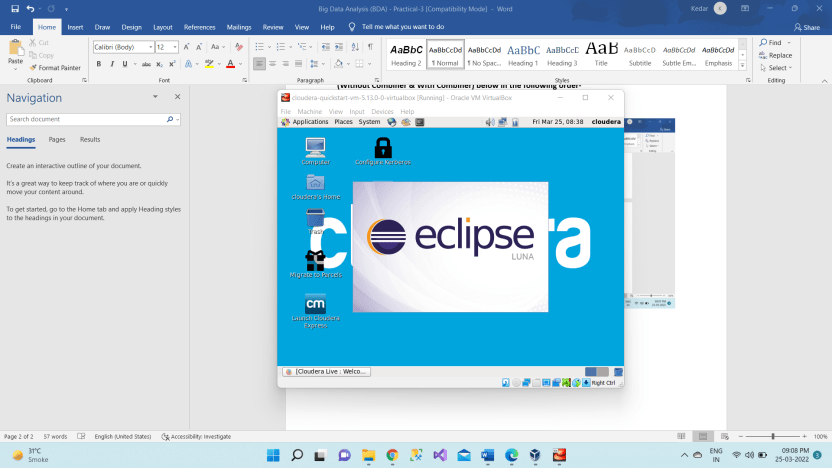 Big Data Analysis (BDA) - Practical-3 [Compatibility Mode] - Word
Kedar K
File Home Insert Draw Design Layout References Mailings Review View Help Tell me what you want to do
Share
Paste
Cut
Copy
Format Painter
Clipboard
Calibri (Body) 12
Font
Paragraph
AaBbC AaBbCcDd AaBbCcDd AaBbC AaBbCcC AaB AaBbCcD AaBbCcDd AaBbCcDd
Heading 2 ¶ Normal ¶ No Spac... Heading 1 Heading 3 Title Subtitle Subtle Em... Emphasis
Styles
Find
Replace
Select
Editing
Navigation
Search document
Headings Pages Results
Create an interactive outline of your document.
It's a great way to keep track of where you are or quickly
move your content around.
To get started, go to the Home tab and apply Heading styles
to the headings in your document.
(Without Combiner & With Combiner) below in the following order-
cloudera-quickstart-vm-5.13.0-0-virtualbox [Running] - Oracle VM VirtualBox
File Machine View Input Devices Help
Applications Places System
Fri Mar 25, 08:38 cloudera
Computer
Configure Kerberos
cloudera's Home
Trash
Migrate to Parcels
cm
Launch Cloudera
Express
eclipse
LUNA
[Cloudera Live : Welco...
Right Ctrl
Page 2 of 2 57 words English (United States) Accessibility: Investigate
100%
31°C
Smoke
ENG
IN
09:08 PM
25-03-2022
3